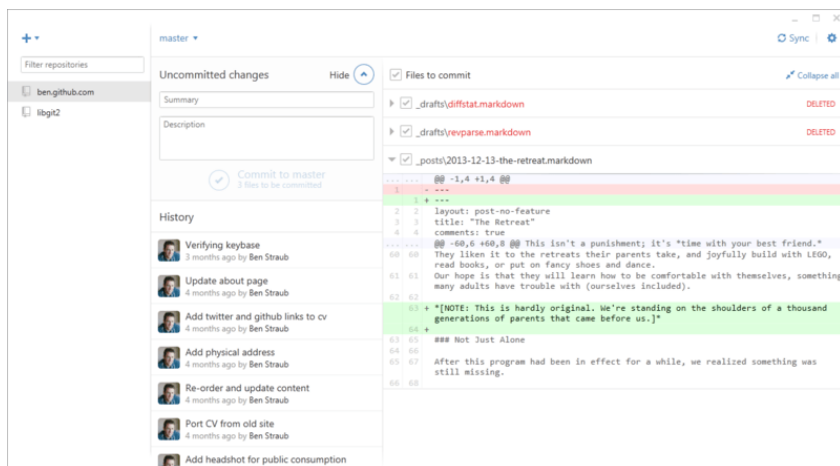 master
Sync
Filter repositories
ben.github.com
libgit2
Uncommitted changes
Hide
Summary
Description
Commit to master
3 files to be committed
History
Verifying keybase
3 months ago by Ben Straub
Update about page
4 months ago by Ben Straub
Add twitter and github links to cv
4 months ago by Ben Straub
Add physical address
4 months ago by Ben Straub
Re-order and update content
4 months ago by Ben Straub
Port CV from old site
4 months ago by Ben Straub
Add headshot for public consumption
Files to commit
Collapse all
_drafts\diffstat.markdown DELETED
_drafts\revparse.markdown DELETED
_posts\2013-12-13-the-retreat.markdown
... ... @@ -1,4 +1,4 @@
1 - ---
1 + ---
2 2 layout: post-no-feature
3 3 title: "The Retreat"
4 4 comments: true
... ... @@ -60,6 +60,8 @@ This isn't a punishment; it's *time with your best friend.*
60 60 They liken it to the retreats their parents take, and joyfully build with LEGO,
read books, or put on fancy shoes and dance.
61 61 Our hope is that they will learn how to be comfortable with themselves, something
many adults have trouble with (ourselves included).
62 62
63 + *[NOTE: This is hardly original. We're standing on the shoulders of a thousand
generations of parents that came before us.]*
64 +
63 65 ### Not Just Alone
64 66
65 67 After this program had been in effect for a while, we realized something was
still missing.
66 68